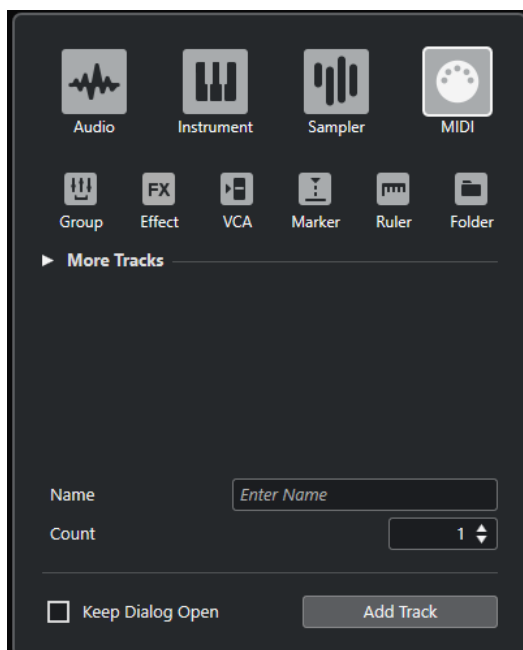 Audio Instrument Sampler MIDI
FX
Group Effect VCA Marker Ruler Folder
More Tracks
Name Enter Name
Count 1
Keep Dialog Open Add Track